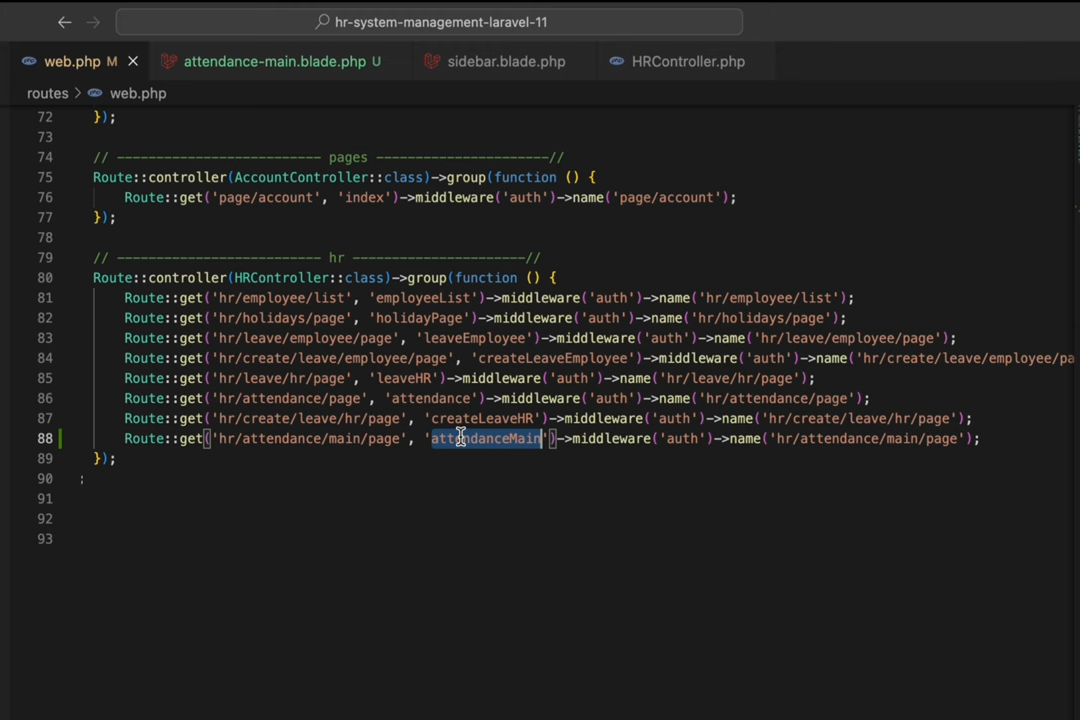 hr-system-management-laravel-11
web.php M
attendance-main.blade.php U
sidebar.blade.php
HRController.php
routes > web.php
72 });
73
74 // -------------------------- pages ----------------------//
75 Route::controller(AccountController::class)->group(function () {
76 Route::get('page/account', 'index')->middleware('auth')->name('page/account');
77 });
78
79 // -------------------------- hr ----------------------//
80 Route::controller(HRController::class)->group(function () {
81 Route::get('hr/employee/list', 'employeeList')->middleware('auth')->name('hr/employee/list');
82 Route::get('hr/holidays/page', 'holidayPage')->middleware('auth')->name('hr/holidays/page');
83 Route::get('hr/leave/employee/page', 'leaveEmployee')->middleware('auth')->name('hr/leave/employee/page');
84 Route::get('hr/create/leave/employee/page', 'createLeaveEmployee')->middleware('auth')->name('hr/create/leave/employee/pa
85 Route::get('hr/leave/hr/page', 'leaveHR')->middleware('auth')->name('hr/leave/hr/page');
86 Route::get('hr/attendance/page', 'attendance')->middleware('auth')->name('hr/attendance/page');
87 Route::get('hr/create/leave/hr/page', 'createLeaveHR')->middleware('auth')->name('hr/create/leave/hr/page');
88 Route::get('hr/attendance/main/page', 'attendanceMain')->middleware('auth')->name('hr/attendance/main/page');
89 });
90 ;
91
92
93